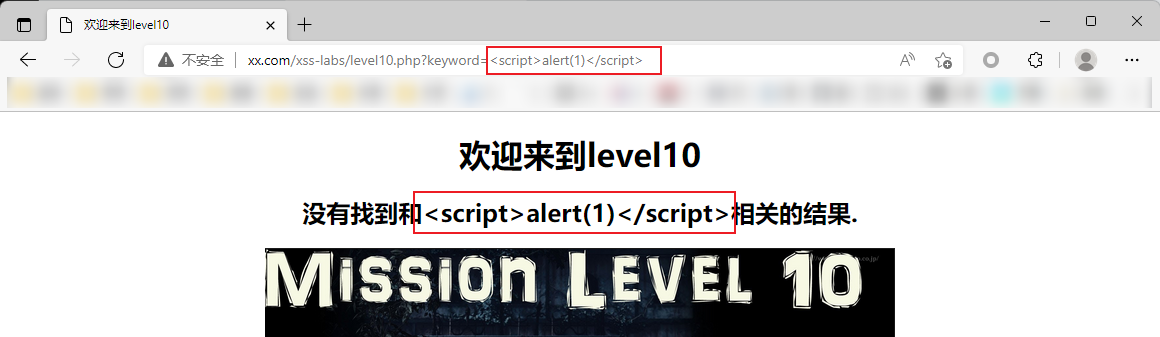 欢迎来到level10
不安全 xx.com/xss-labs/level10.php?keyword=<script>alert(1)</script>
欢迎来到level10
没有找到和<script>alert(1)</script>相关的结果.
MISSION LEVEL 10